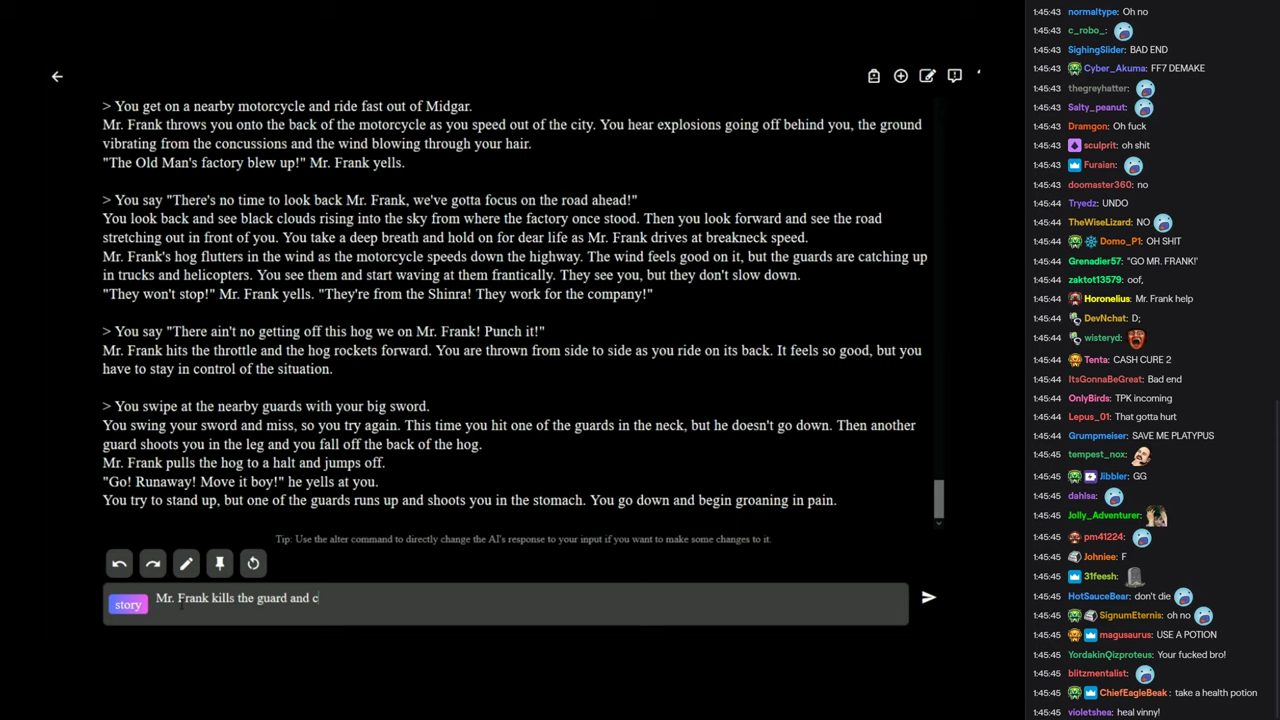 > You get on a nearby motorcycle and ride fast out of Midgar.
Mr. Frank throws you onto the back of the motorcycle as you speed out of the city. You hear explosions going off behind you, the ground
vibrating from the concussions and the wind blowing through your hair.
"The Old Man's factory blew up!" Mr. Frank yells.
> You say "There's no time to look back Mr. Frank, we've gotta focus on the road ahead!"
You look back and see black clouds rising into the sky from where the factory once stood. Then you look forward and see the road
stretching out in front of you. You take a deep breath and hold on for dear life as Mr. Frank drives at breakneck speed.
Mr. Frank's hog flutters in the wind as the motorcycle speeds down the highway. The wind feels good on it, but the guards are catching up
in trucks and helicopters. You see them and start waving at them frantically. They see you, but they don't slow down.
"They won't stop!" Mr. Frank yells. "They're from the Shinra! They work for the company!"
> You say "There ain't no getting off this hog we on Mr. Frank! Punch it!"
Mr. Frank hits the throttle and the hog rockets forward. You are thrown from side to side as you ride on its back. It feels so good, but you
have to stay in control of the situation.
> You swipe at the nearby guards with your big sword.
You swing your sword and miss, so you try again. This time you hit one of the guards in the neck, but he doesn't go down. Then another
guard shoots you in the leg and you fall off the back of the hog.
Mr. Frank pulls the hog to a halt and jumps off.
"Go! Runaway! Move it boy!" he yells at you.
You try to stand up, but one of the guards runs up and shoots you in the stomach. You go down and begin groaning in pain.
Tip: Use the alter command to directly change the AI's response to your input if you want to make some changes to it.
story Mr. Frank kills the guard and c
1:45:43 normaltype: Oh no
1:45:43 c_robo_:
1:45:43 SighingSlider: BAD END
1:45:43 Cyber_Akuma: FF7 DEMAKE
1:45:43 thegreyhatter:
1:45:43 Salty_peanut:
1:45:43 Dramgon: Oh fuck
1:45:43 sculprit: oh shit
1:45:43 Furaian:
1:45:43 doomaster360: no
1:45:43 Tryedz: UNDO
1:45:43 TheWiseLizard: NO
1:45:43 Domo_P1: OH SHIT
1:45:43 Grenadier57: "GO MR. FRANK!'
1:45:43 zaktot13579: oof,
1:45:43 Horonelius: Mr. Frank help
1:45:44 DevNchat: D;
1:45:44 wisteryd:
1:45:44 Tenta: CASH CURE 2
1:45:44 ItsGonnaBeGreat: Bad end
1:45:44 OnlyBirds: TPK incoming
1:45:44 Lepus_01: That gotta hurt
1:45:44 Grumpmeiser: SAVE ME PLATYPUS
1:45:45 tempest_nox:
1:45:45 Jibbler: GG
1:45:45 dahlsa:
1:45:45 Jolly_Adventurer:
1:45:45 pm41224:
1:45:45 Johniee: F
1:45:45 31feesh:
1:45:45 HotSauceBear: don't die
1:45:45 SignumEternis: oh no
1:45:45 magusaurus: USE A POTION
1:45:45 YordakinQizproteus: Your fucked bro!
1:45:45 blitzmentalist:
1:45:45 ChiefEagleBeak : take a health potion
1:45:45 violetshea: heal vinny!